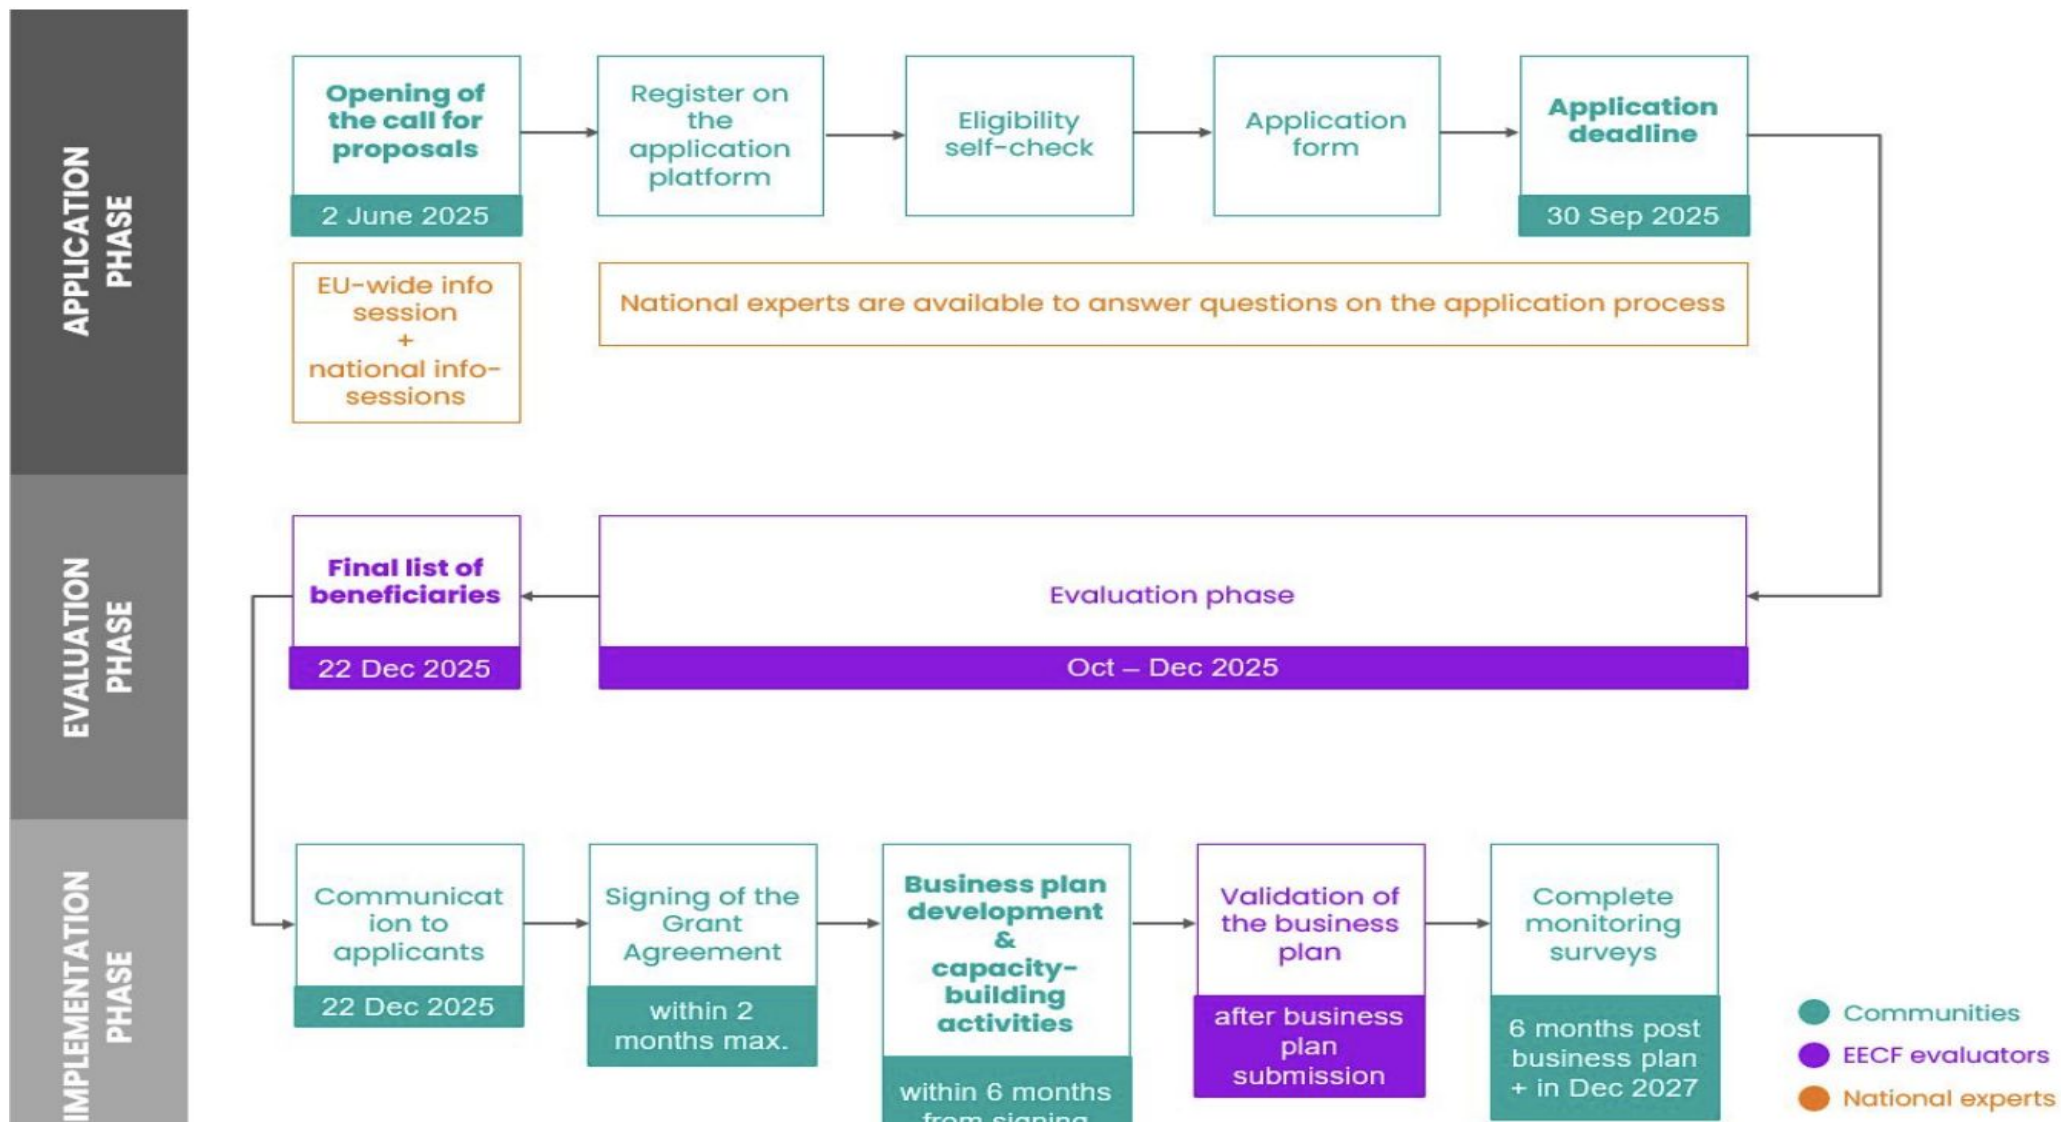 APPLICATION
PHASE
Opening of
the call for
proposals
2 June 2025
Register on
the
application
platform
Eligibility
self-check
Application
form
Application
deadline
30 Sep 2025
EU-wide info
session
+
national info-
sessions
National experts are available to answer questions on the application process
EVALUATION
PHASE
Final list of
beneficiaries
22 Dec 2025
Evaluation phase
Oct – Dec 2025
IMPLEMENTATION
PHASE
Communicat
ion to
applicants
22 Dec 2025
Signing of the
Grant
Agreement
within 2
months max.
Business plan
development
&
capacity-
building
activities
within 6 months
from signing
Validation of
the business
plan
after business
plan
submission
Complete
monitoring
surveys
6 months post
business plan
+ in Dec 2027
Communities
EECF evaluators
National experts